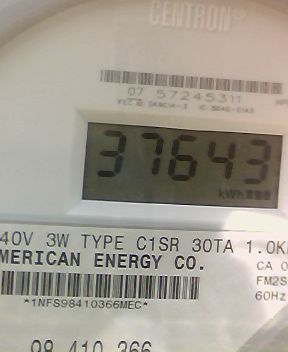 CENTRON®
07 57245311
37643
kWh
40V 3W TYPE C1SR 30TA 1.0K
MERICAN ENERGY CO.
CA 0
FM2S
60Hz
*1NFS98410366MEC*
98 410 366